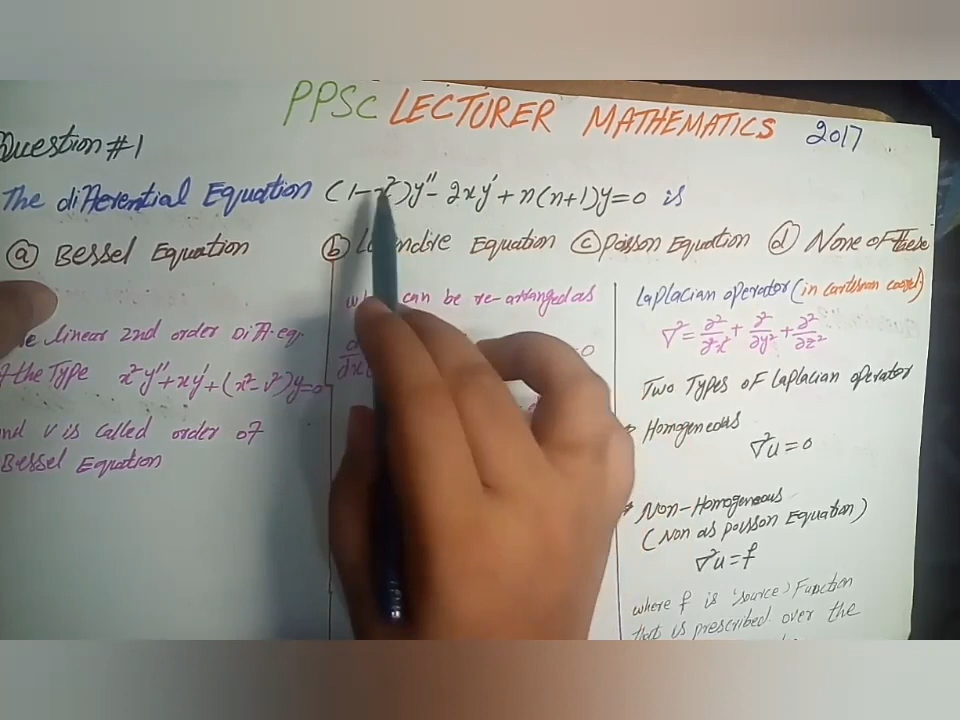 PPSC LECTURER MATHEMATICS 2017
Question #1
The differential Equation (1-x²)y″ - 2xy′ + n(n+1)y=0 is
(a) Bessel Equation (b) Equation (c) Poisson Equation (d) None of these
linear 2nd order Diff. eq.
the Type x²y″+xy′+(x²-v²)y=0
v is called order of
Bessel Equation
can be re-arranged as
=0
Laplacian operator (in cartesian
∇² = ∂²/∂x² + ∂²/∂y² + ∂²/∂z²
Two Types of Laplacian operator
* Homogeneous
∇²u=0
* Non-Homogeneous
(Non as poisson Equation)
∇²u=f
where f is 'source' Function
that is prescribed over the